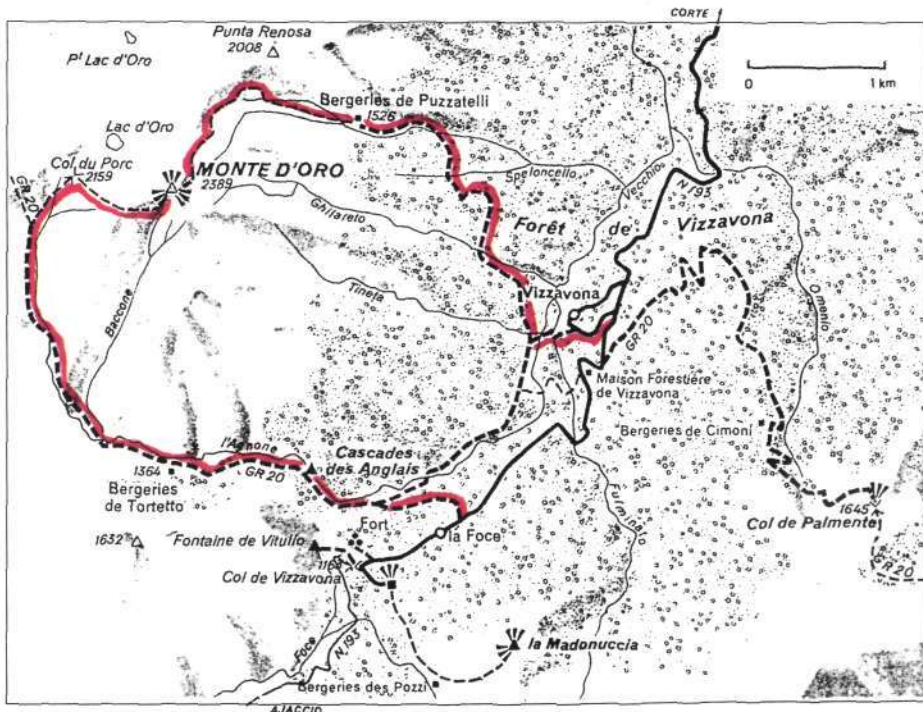 CORTE
Punta Renosa
2008
Pt Lac d'Oro
0 1 km
Bergeries de Puzzatelli
1526
Lac d'Oro
Col du Porc
2159
MONTE D'ORO
2389
GR 20
Speloncello
Vecchio
N 193
Ghilareto
Forêt de Vizzavona
Vizzavona
Tineja
Omenio
Baccone
GR 20
Maison Forestière
de Vizzavona
Bergeries de Cimoni
l'Agnone
Cascades
des Anglais
GR 20
1364
Bergeries
de Tortetto
1645
Col de Palmente
Fulminato
Fort
la Foce
1632
Fontaine de Vitullo
Col de Vizzavona
GR 20
la Madonuccia
Foce
N 193
Bergeries des Pozzi
AJACCIO